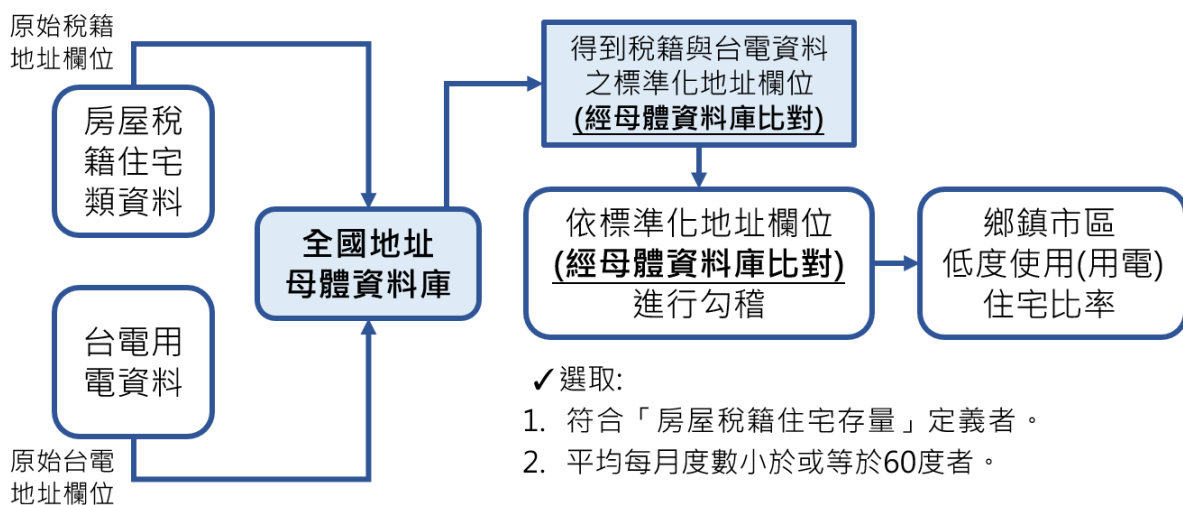 原始稅籍
地址欄位
房屋稅
籍住宅
類資料
台電用
電資料
原始台電
地址欄位
全國地址
母體資料庫
得到稅籍與台電資料
之標準化地址欄位
(經母體資料庫比對)
依標準化地址欄位
(經母體資料庫比對)
進行勾稽
鄉鎮市區
低度使用(用電)
住宅比率
✓選取:
1. 符合「房屋稅籍住宅存量」定義者。
2. 平均每月度數小於或等於60度者。